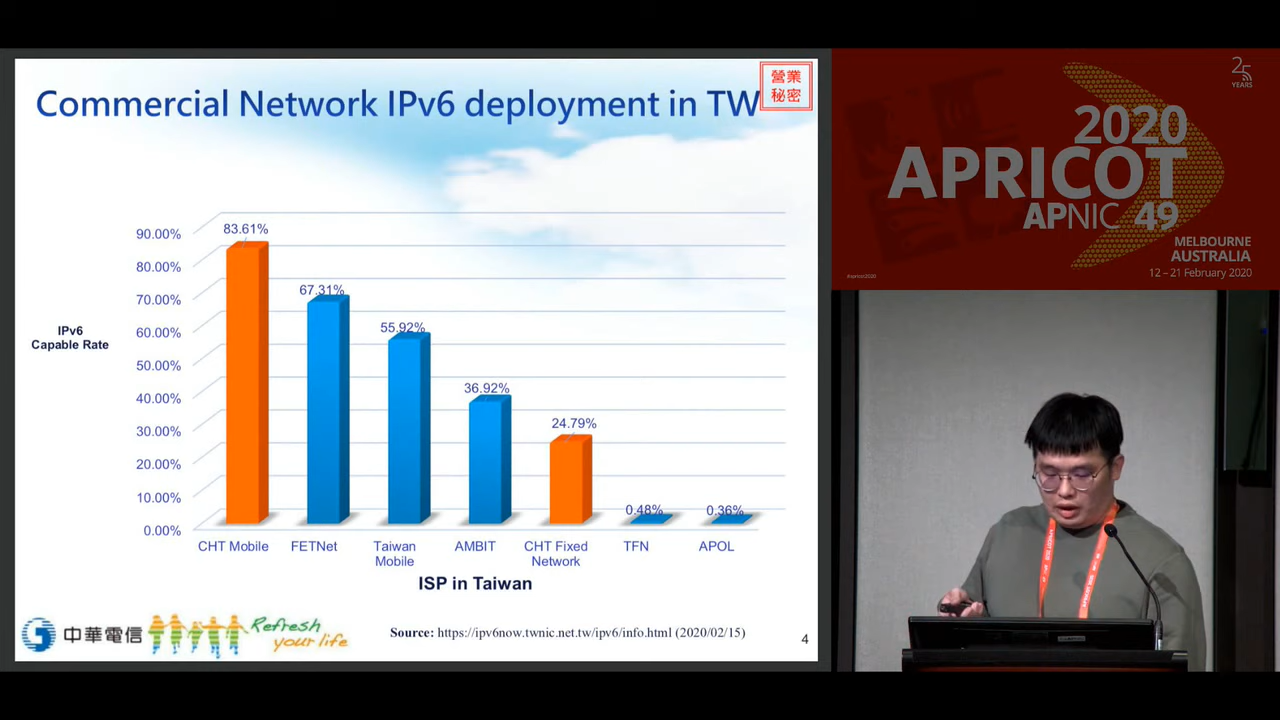 Commercial Network IPv6 deployment in TW
營業
秘密
90.00%
80.00%
70.00%
60.00%
50.00%
40.00%
30.00%
20.00%
10.00%
0.00%
IPv6
Capable Rate
83.61%
67.31%
55.92%
36.92%
24.79%
0.48%
0.36%
CHT Mobile
FETNet
Taiwan
Mobile
AMBIT
CHT Fixed
Network
TFN
APOL
ISP in Taiwan
中華電信
Refresh
your life
Source: https://ipv6now.twnic.net.tw/ipv6/info.html (2020/02/15)
4
25
YEARS
2020
APRICOT
APNIC 49
MELBOURNE
AUSTRALIA
12 – 21 February 2020
#apricot2020